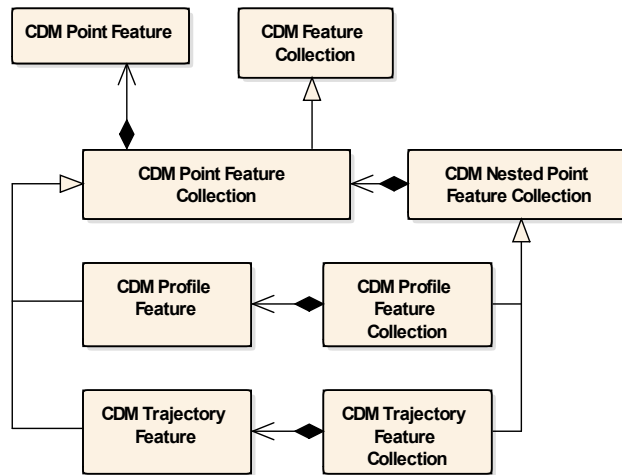 CDM Point Feature
CDM Feature
Collection
CDM Point Feature
Collection
CDM Nested Point
Feature Collection
CDM Profile
Feature
CDM Profile
Feature
Collection
CDM Trajectory
Feature
CDM Trajectory
Feature
Collection